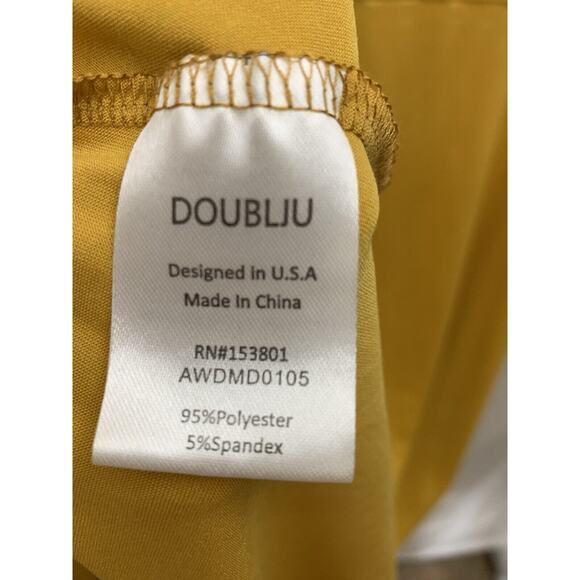 DOUBLJU
Designed in U.S.A
Made In China
RN#153801
AWDMD0105
95%Polyester
5%Spandex